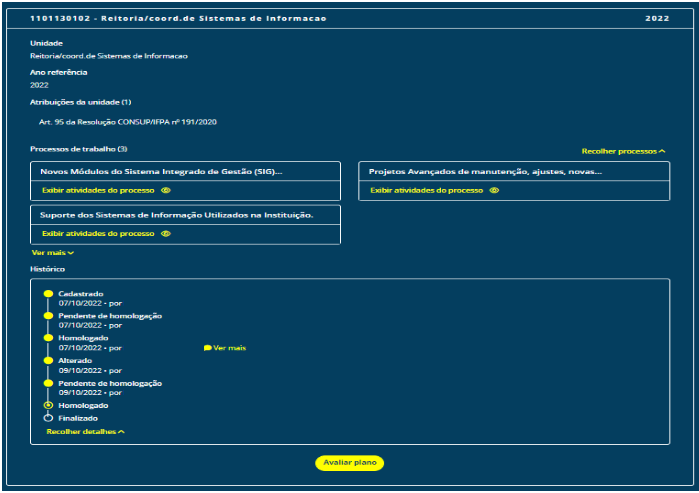 1101130102 - Reitoria/coord.de Sistemas de Informacao 2022
Unidade
Reitoria/coord.de Sistemas de Informacao
Ano referência
2022
Atribuições da unidade (1)
Art. 95 da Resolução CONSUP/IFPA nº 191/2020
Processos de trabalho (3)
Recolher processos
Novos Módulos do Sistema Integrado de Gestão (SIG)...
Exibir atividades do processo
Projetos Avançados de manutenção, ajustes, novas...
Exibir atividades do processo
Suporte dos Sistemas de Informação Utilizados na Instituição.
Exibir atividades do processo
Ver mais
Histórico
Cadastrado
07/10/2022 - por
Pendente de homologação
07/10/2022 - por
Homologado
07/10/2022 - por Ver mais
Alterado
09/10/2022 - por
Pendente de homologação
09/10/2022 - por
Homologado
Finalizado
Recolher detalhes
Avaliar plano